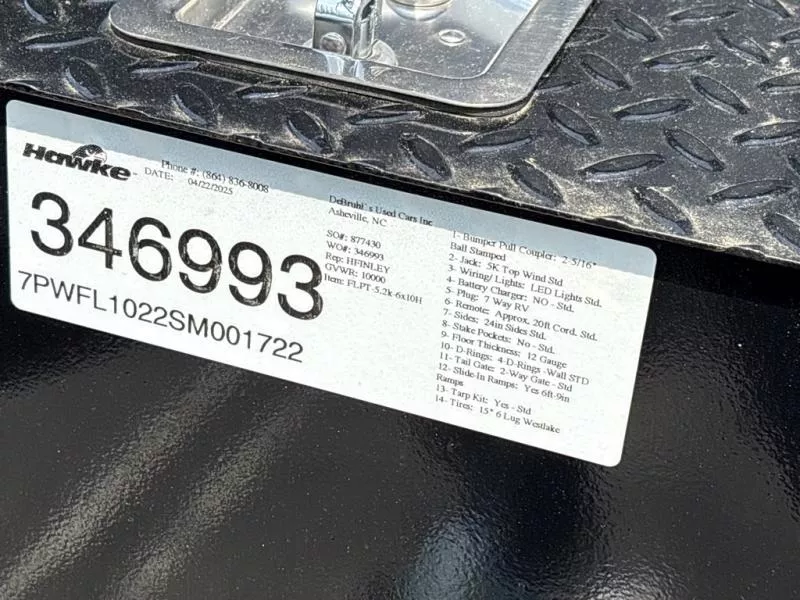 Hawke
Phone #: (864) 836-8008
DATE: 04/22/2025
346993
7PWFL1022SM001722
DeBruhl`s Used Cars Inc
Asheville, NC
SO#: 877430
WO#: 346993
Rep: HFINLEY
GVWR: 10000
Item: FLPT-5.2k-6x10H
1- Bumper Pull Coupler: 2-5/16"
Ball Stamped
2- Jack: 5K Top Wind Std
3- Wiring/ Lights: LED Lights Std.
4- Battery Charger: NO - Std.
5- Plug: 7 Way RV
6- Remote: Approx. 20ft Cord. Std.
7- Sides: 24in Sides Std.
8- Stake Pockets: No - Std.
9- Floor Thickness: 12 Gauge
10- D-Rings: 4-D-Rings -Wall STD
11- Tail Gate: 2-Way Gate - Std
12- Slide-In Ramps: Yes 6ft-9in
Ramps
13- Tarp Kit: Yes - Std
14- Tires: 15" 6 Lug Westlake